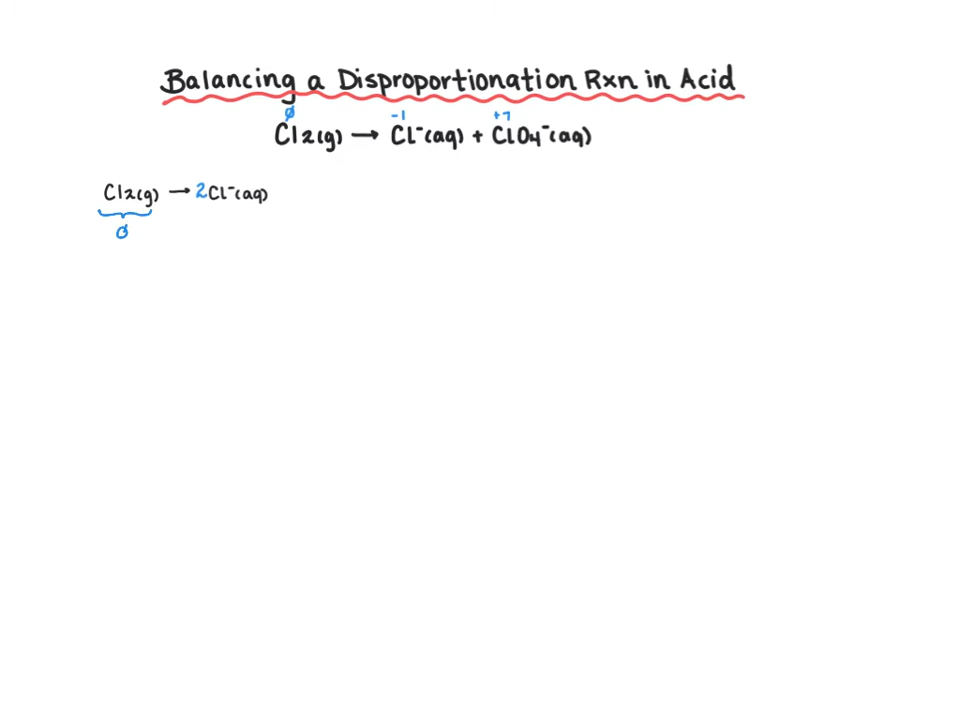 Balancing a Disproportionation Rxn in Acid
0 -1 +7
Cl2(g) → Cl⁻(aq) + ClO4⁻(aq)
Cl2(g) → 2Cl⁻(aq)
0